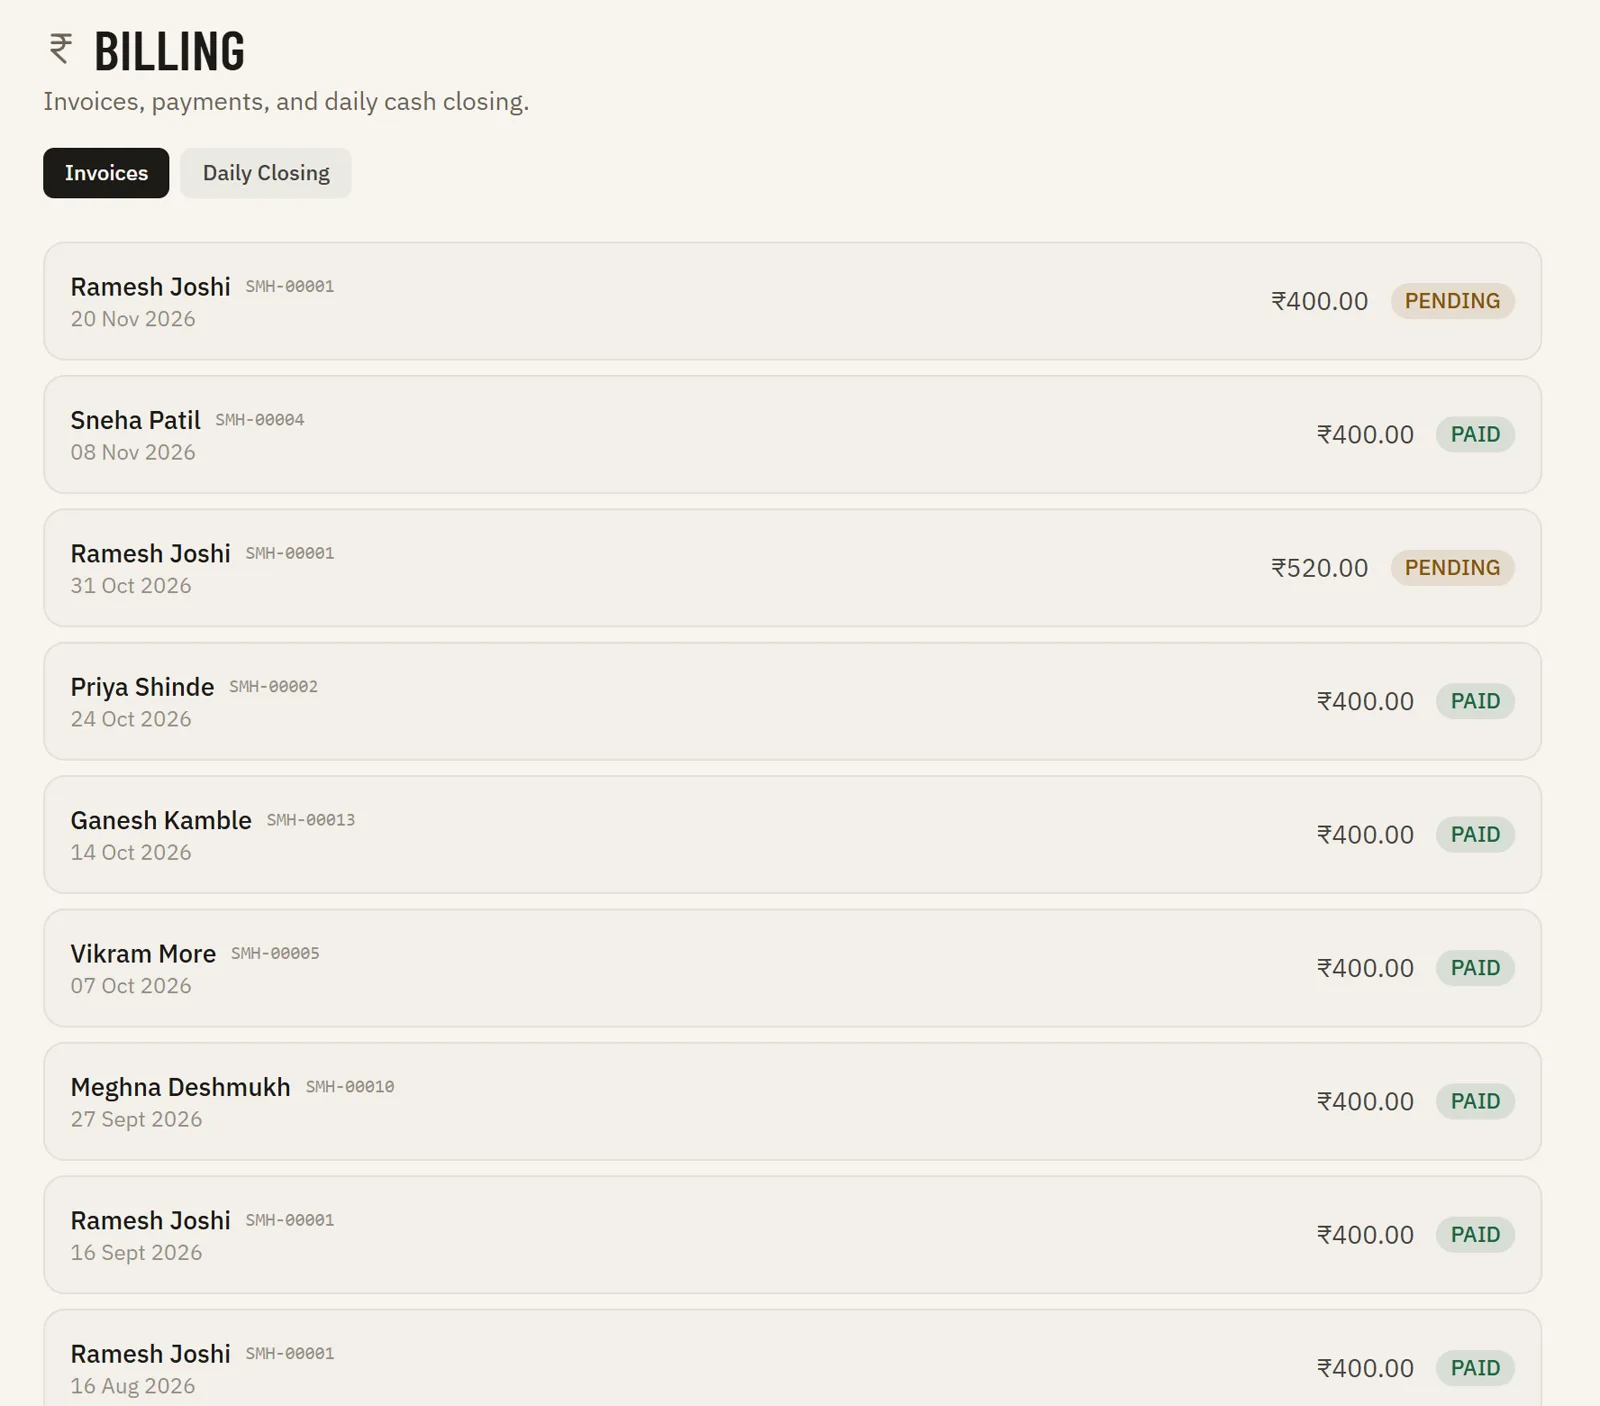 ₹ BILLING
Invoices, payments, and daily cash closing.
Invoices Daily Closing
Ramesh Joshi SMH-00001
20 Nov 2026
₹400.00 PENDING
Sneha Patil SMH-00004
08 Nov 2026
₹400.00 PAID
Ramesh Joshi SMH-00001
31 Oct 2026
₹520.00 PENDING
Priya Shinde SMH-00002
24 Oct 2026
₹400.00 PAID
Ganesh Kamble SMH-00013
14 Oct 2026
₹400.00 PAID
Vikram More SMH-00005
07 Oct 2026
₹400.00 PAID
Meghna Deshmukh SMH-00010
27 Sept 2026
₹400.00 PAID
Ramesh Joshi SMH-00001
16 Sept 2026
₹400.00 PAID
Ramesh Joshi SMH-00001
16 Aug 2026
₹400.00 PAID